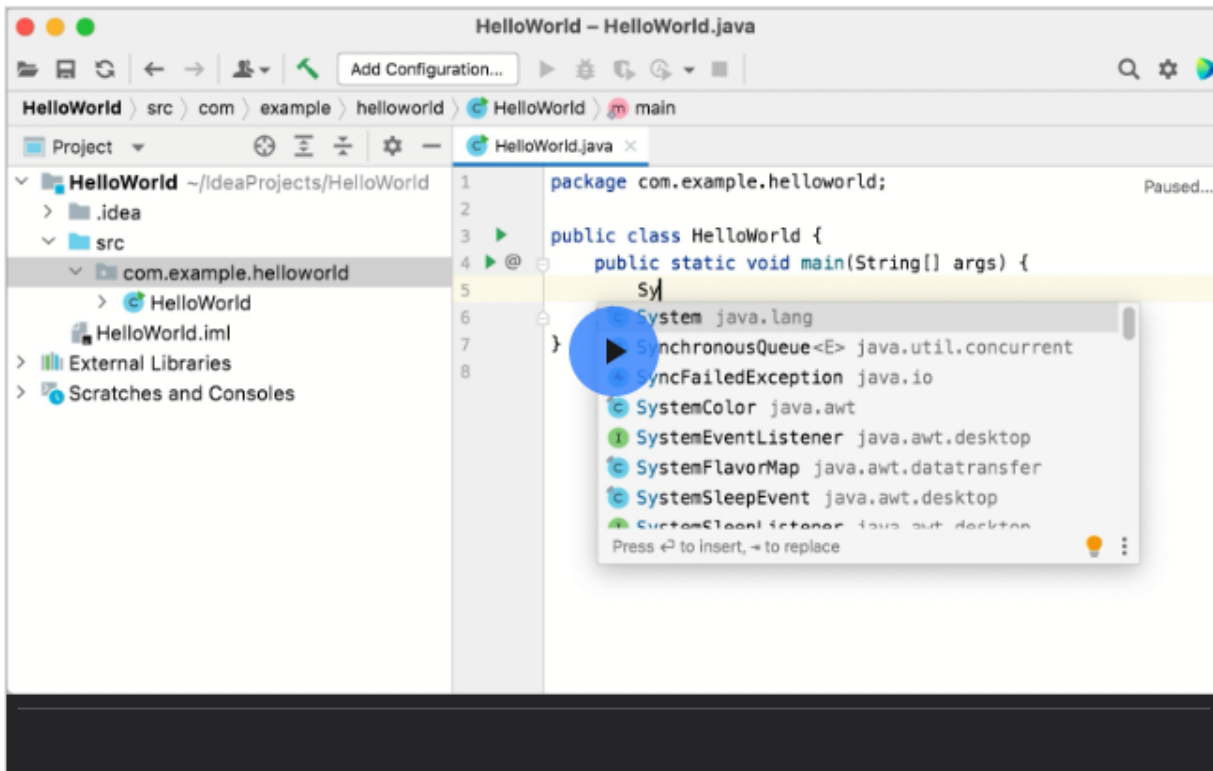 HelloWorld – HelloWorld.java
Add Configuration...
HelloWorld src com example helloworld HelloWorld main
Project
HelloWorld.java
HelloWorld ~/IdeaProjects/HelloWorld
.idea
src
com.example.helloworld
HelloWorld
HelloWorld.iml
External Libraries
Scratches and Consoles
1 package com.example.helloworld;
Paused...
2
3 public class HelloWorld {
4 @ public static void main(String[] args) {
5 Sy
6
7 }
8
System java.lang
SynchronousQueue<E> java.util.concurrent
SyncFailedException java.io
SystemColor java.awt
SystemEventListener java.awt.desktop
SystemFlavorMap java.awt.datatransfer
SystemSleepEvent java.awt.desktop
SystemSleepListener java.awt.desktop
Press ↩ to insert, ⇥ to replace